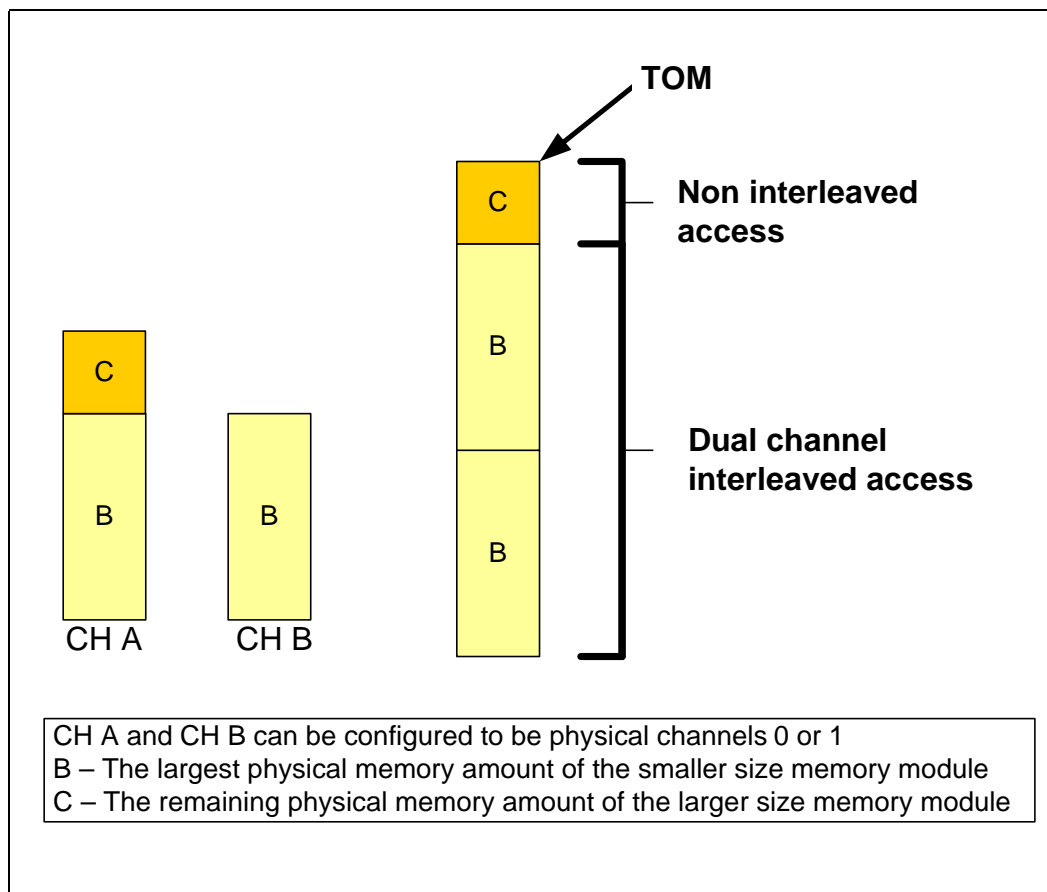 TOM
C
Non interleaved
access
B
C
Dual channel
interleaved access
B
B
B
CH A
CH B
CH A and CH B can be configured to be physical channels 0 or 1
B – The largest physical memory amount of the smaller size memory module
C – The remaining physical memory amount of the larger size memory module